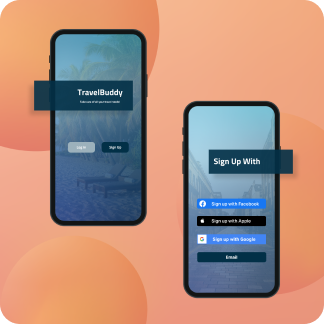 TravelBuddy
Take care of all your travel needs!
Log In
Sign Up
Sign Up With
Sign up with Facebook
Sign up with Apple
Sign up with Google
Email